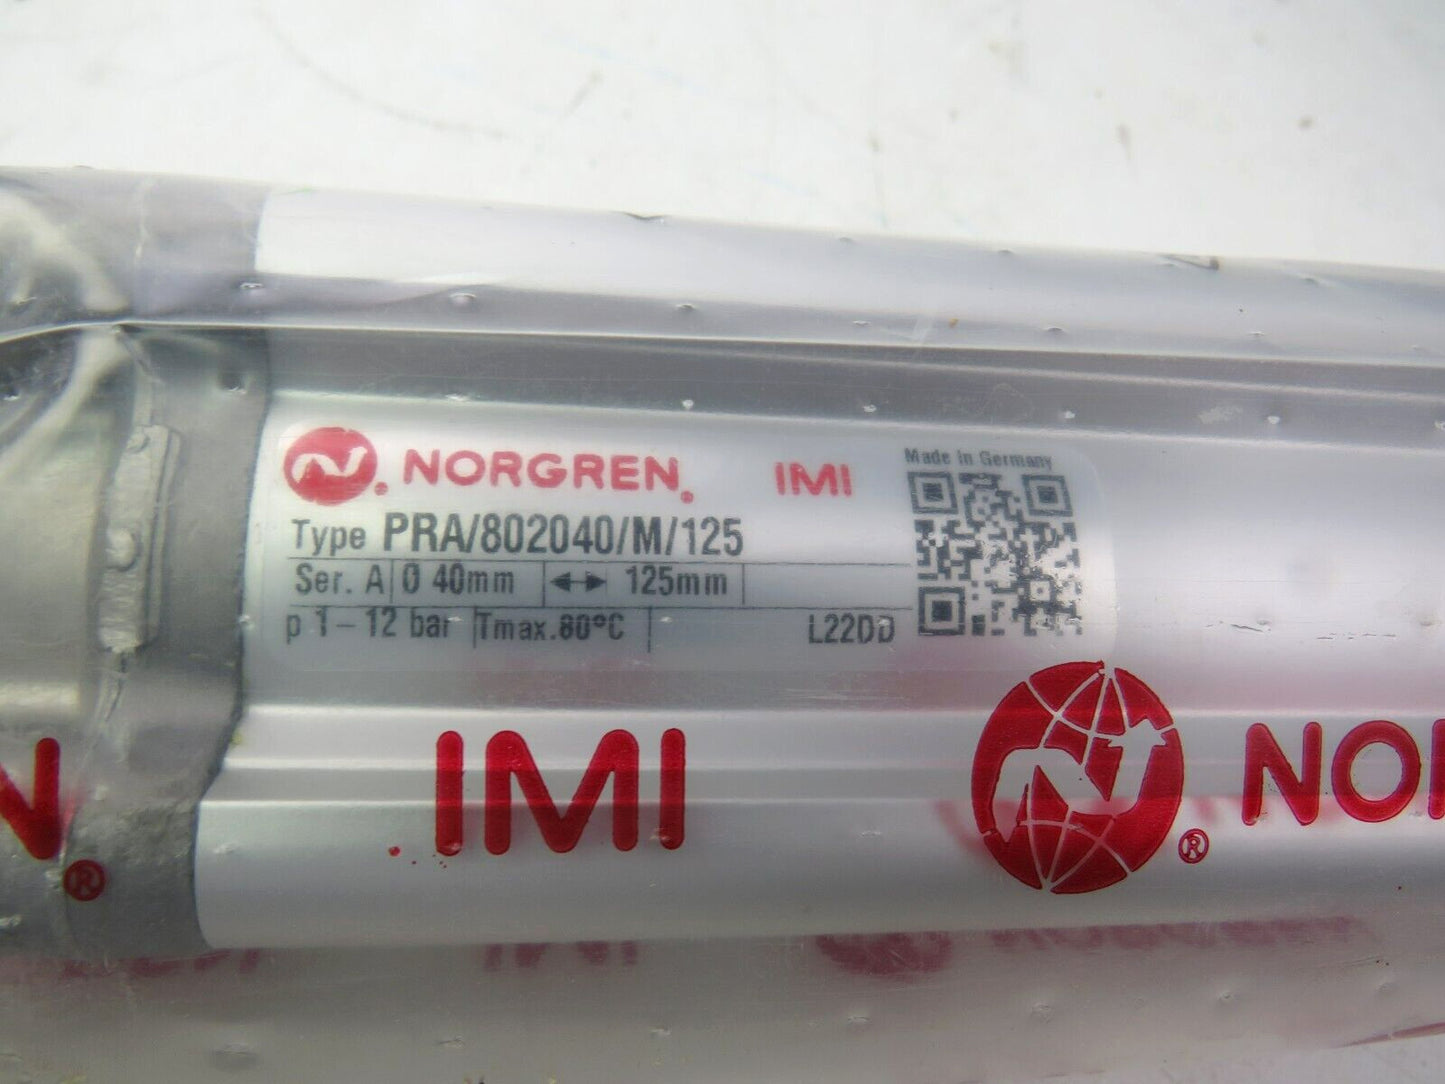 NORGREN® IMI
Made in Germany
Type PRA/802040/M/125
Ser. A Ø 40mm ↔ 125mm
p 1 – 12 bar Tmax.80°C L22DD
N® IMI ® NOR
IMI